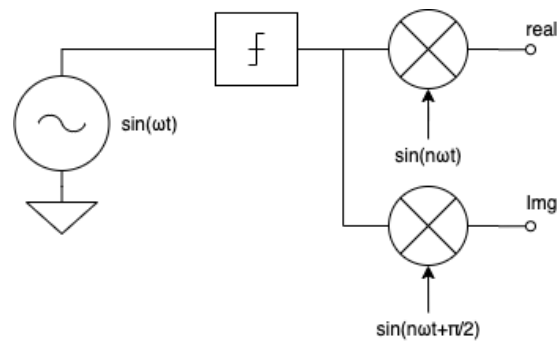 real
sin(ωt)
sin(nωt)
Img
sin(nωt+π/2)